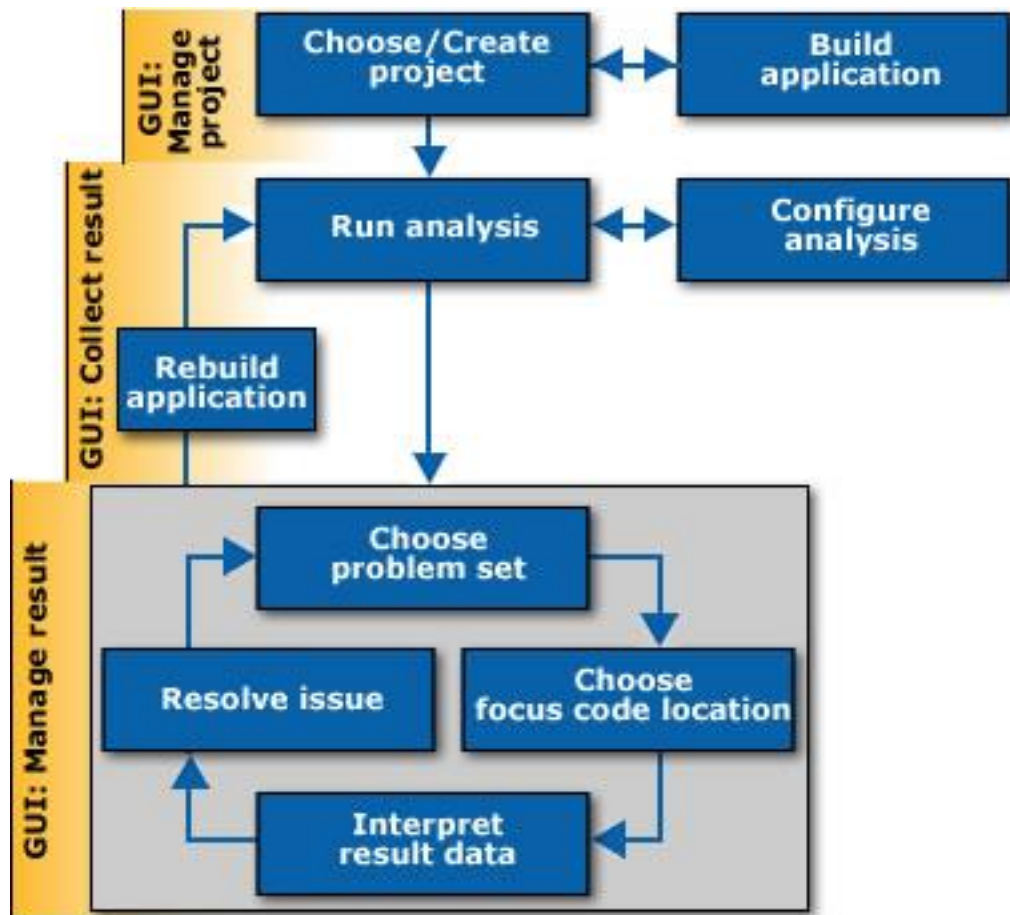 GUI:
Manage
project
Choose/Create
project
Build
application
GUI: Collect result
Run analysis
Configure
analysis
Rebuild
application
GUI: Manage result
Choose
problem set
Resolve issue
Choose
focus code location
Interpret
result data